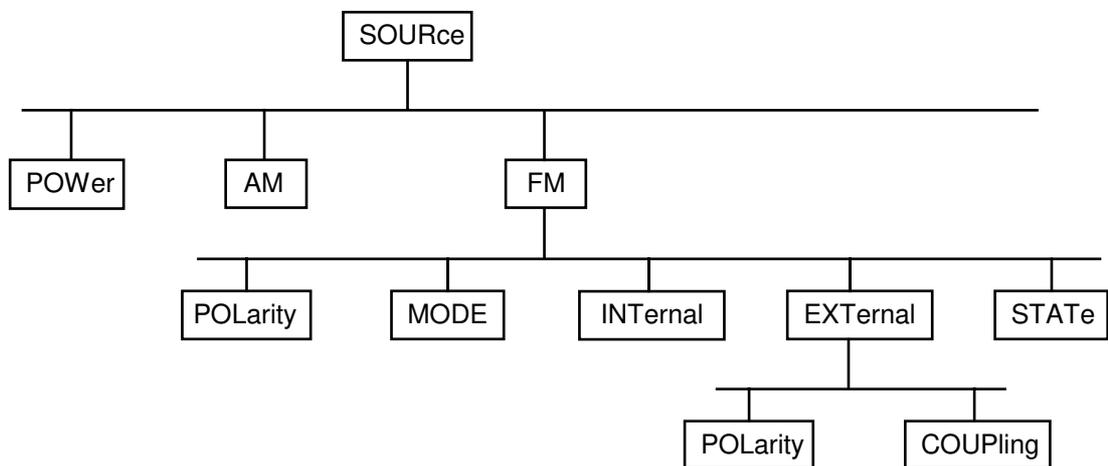 SOURce
POWer AM FM
POLarity MODE INTernal EXTernal STATe
POLarity COUPling